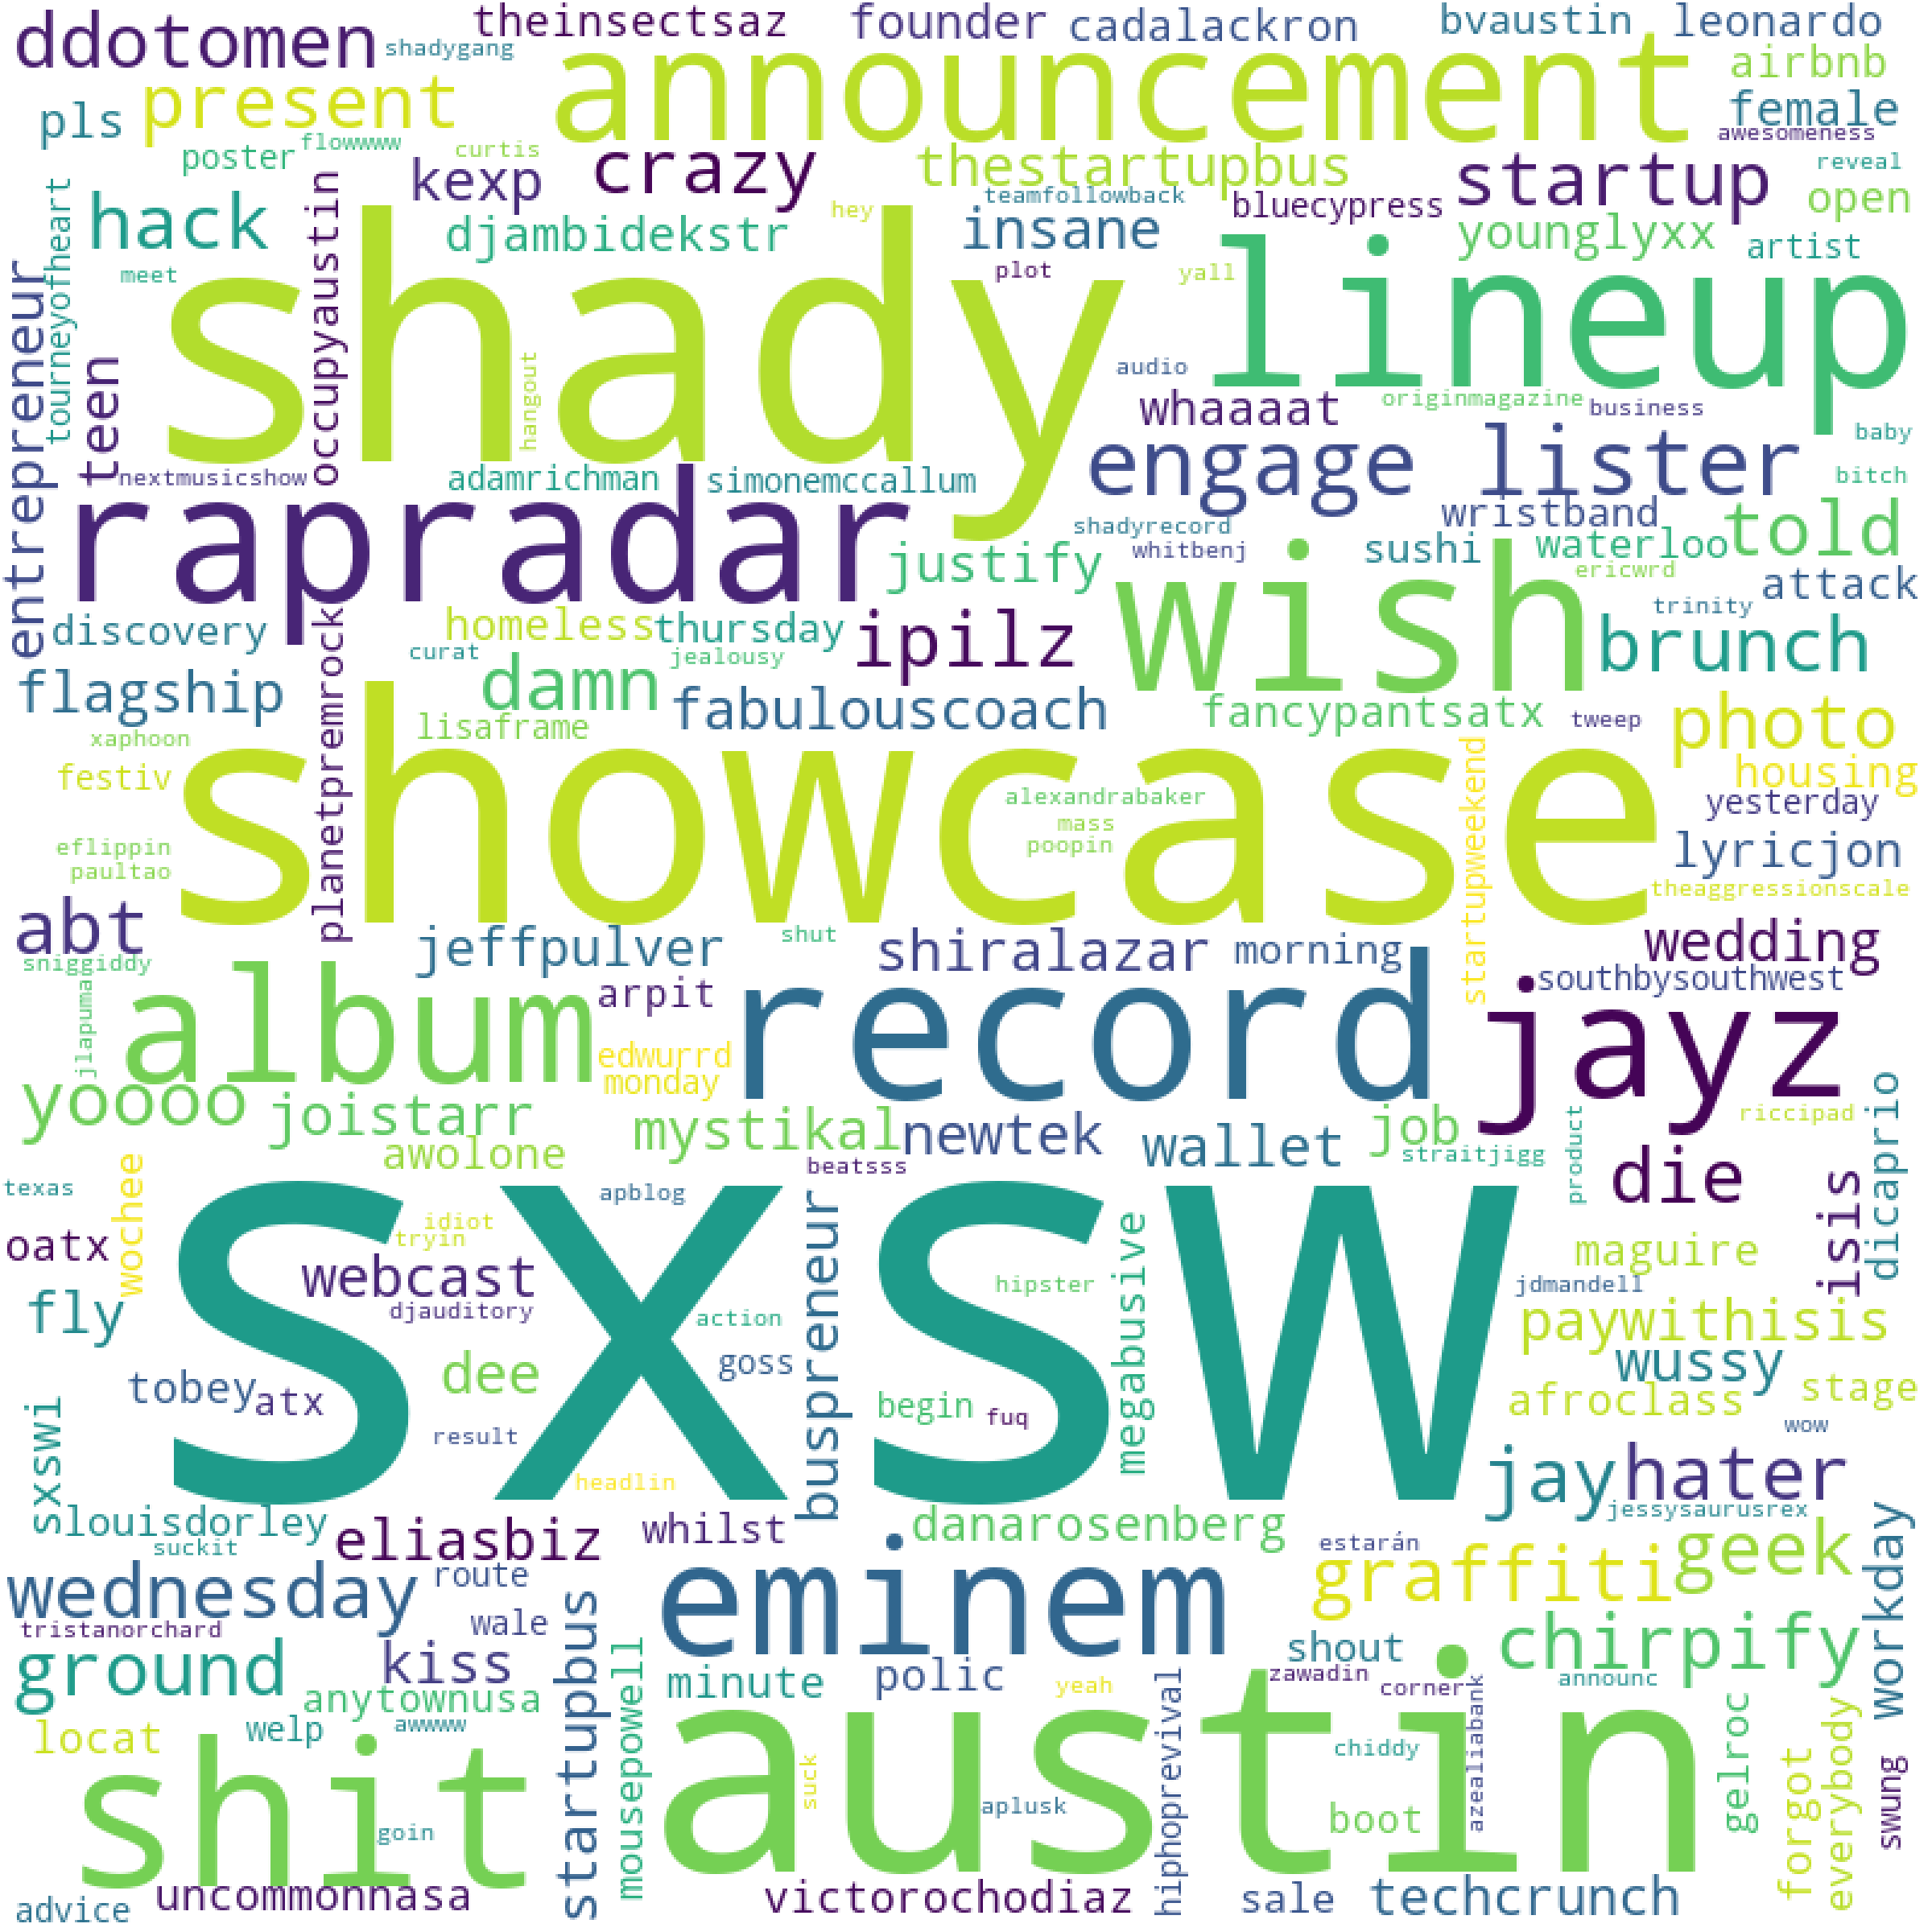 ddotomen
shadygang
theinsectsaz
founder
cadalackron
bvaustin
leonardo
present
announcement
airbnb
pls
female
poster
flowwww
curtis
crazy
thestartupbus
startup
awesomeness
reveal
kexp
hack
occupyaustin
djambidekstr
hey
teamfollowback
insane
bluecypress
open
younglyxx
artist
entrepreneur
tourneyofheart
meet
shady
plot
yall
lineup
teen
hangout
audio
whaaaat
originmagazine
business
baby
nextmusicshow
adamrichman
simonemccallum
engage
lister
bitch
rapradar
wristband
told
shadyrecord
whitbenj
sushi
waterloo
ericwrd
justify
wish
attack
trinity
discovery
planetpremrock
homeless
thursday
ipilz
brunch
curat
jealousy
flagship
damn
fabulouscoach
fancypantsatx
tweep
photo
xaphoon
lisaframe
festiv
showcase
startupweekend
housing
alexandrabaker
yesterday
mass
poopin
eflippin
paultao
lyricjon
theaggressionscale
abt
jeffpulver
shut
shiralazar
morning
wedding
sniggiddy
southbysouthwest
jlapuma
album
arpit
record
jayz
edwurrd
monday
yoooo
joistarr
mystikal
newtek
wallet
job
riccipad
product
dicaprio
awolone
beatsss
straitjigg
die
texas
wochee
apblog
isis
oatx
idiot
tryin
sxsw
buspreneur
megabusive
maguire
webcast
hipster
jdmandell
fly
djauditory
action
paywithisis
dee
goss
wussy
tobey
atx
begin
fuq
afroclass
stage
sxswi
result
wow
headlin
jay
hater
louisdorley
whilst
danarosenberg
jessysaurusrex
suckit
eliasbiz
estarán
geek
workday
wednesday
route
eminem
graffiti
tristanorchard
wale
startupbus
ground
kiss
mousepowell
minute
polic
yeah
hiphoprevival
shout
zawadin
corner
chirpify
announc
anytownusa
locat
welp
awwww
austin
azealiabank
gelroc
forgot
everybody
swung
shit
suck
chiddy
goin
aplusk
boot
advice
uncommonnasa
victorochodiaz
sale
techcrunch